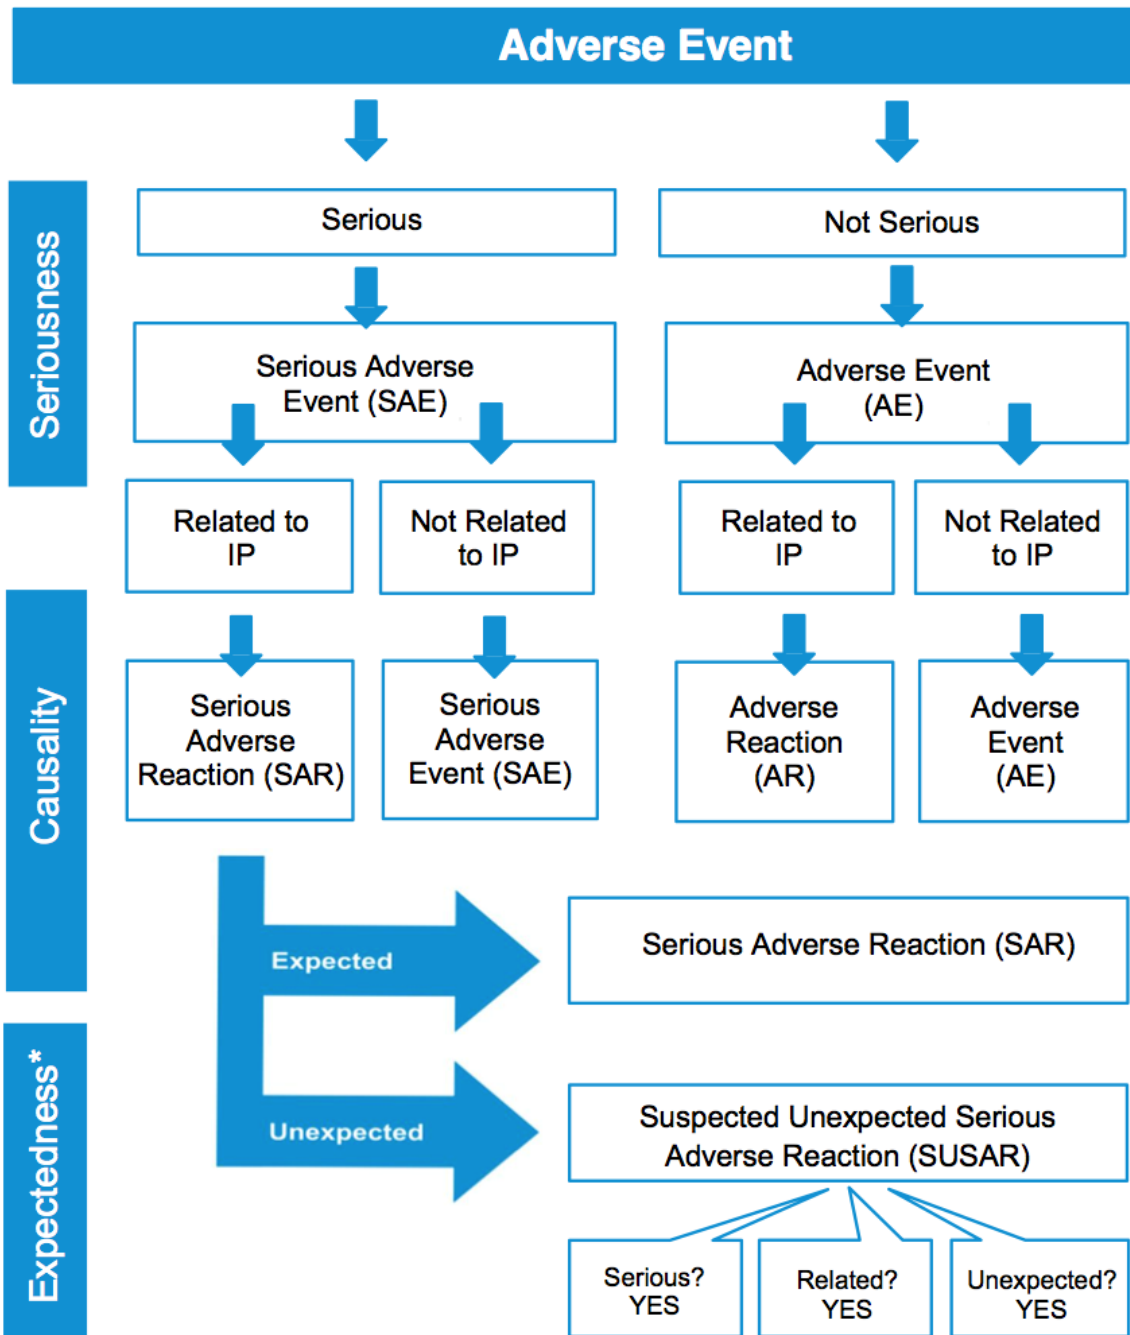 Adverse Event
Seriousness
Serious
Not Serious
Serious Adverse
Event (SAE)
Adverse Event
(AE)
Related to
IP
Not Related
to IP
Related to
IP
Not Related
to IP
Causality
Serious
Adverse
Reaction (SAR)
Serious
Adverse
Event (SAE)
Adverse
Reaction
(AR)
Adverse
Event
(AE)
Expected
Serious Adverse Reaction (SAR)
Expectedness*
Unexpected
Suspected Unexpected Serious
Adverse Reaction (SUSAR)
Serious?
YES
Related?
YES
Unexpected?
YES